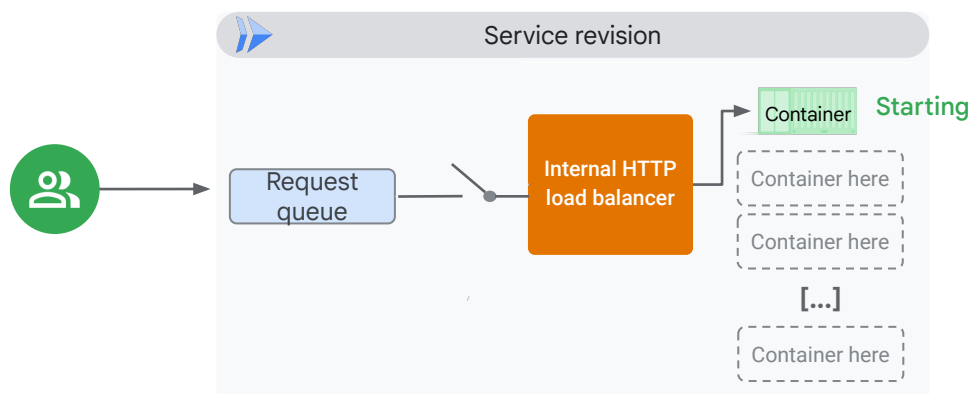 Service revision
Container
Starting
Request
queue
Internal HTTP
load balancer
Container here
Container here
[...]
Container here